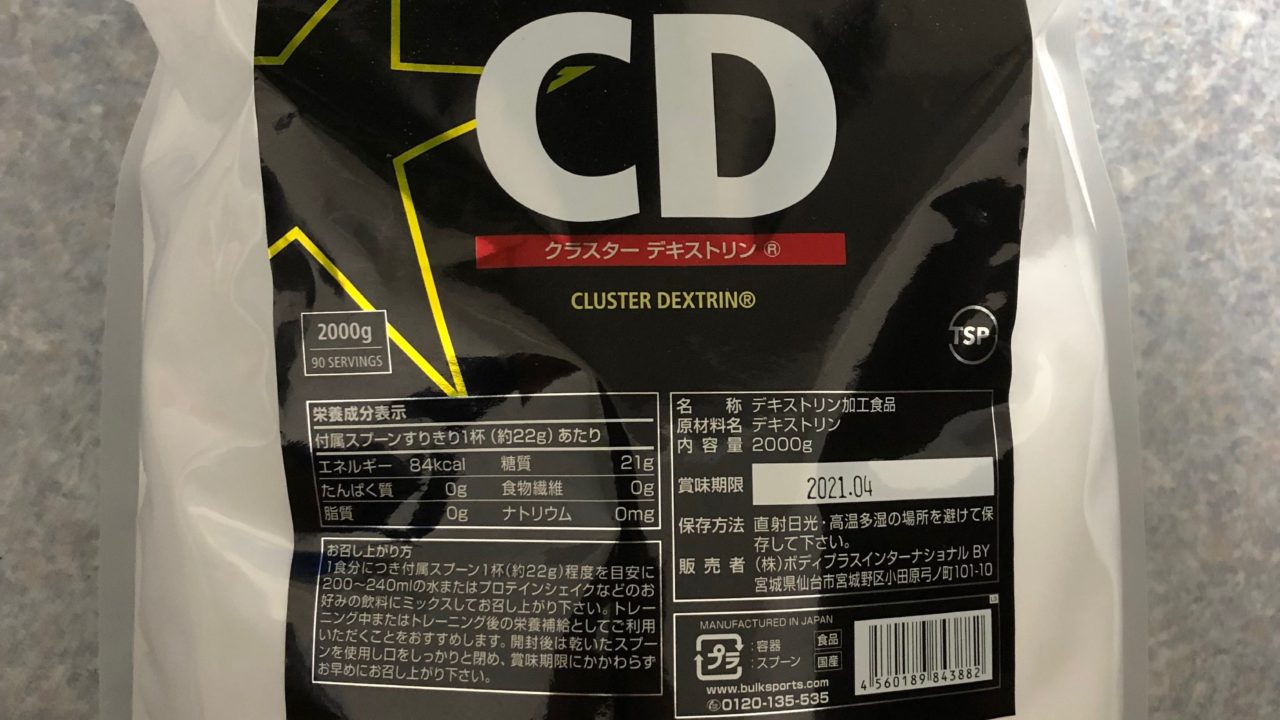 CD
クラスター デキストリン ®
CLUSTER DEXTRIN®
2000g
90 SERVINGS
TSP
栄養成分表示
付属スプーンすりきり1杯(約22g)あたり
エネルギー 84kcal 糖質 21g
たんぱく質 0g 食物繊維 0g
脂質 0g ナトリウム 0mg
お召し上がり方
1食分につき付属スプーン1杯(約22g)程度を目安に
200～240mlの水またはプロテインシェイクなどのお
好みの飲料にミックスしてお召し上がり下さい。トレー
ニング中またはトレーニング後の栄養補給としてご利用
いただくことをおすすめします。開封後は乾いたスプー
ンを使用し口をしっかりと閉め、賞味期限にかかわらず
お早めにお召し上がり下さい。
名称 デキストリン加工食品
原材料名 デキストリン
内容量 2000g
賞味期限 2021.04
保存方法 直射日光・高温多湿の場所を避けて保
存して下さい。
販売者 (株)ボディプラスインターナショナル BY
宮城県仙台市宮城野区小田原弓ノ町101-10
MANUFACTURED IN JAPAN
プラ :容器 食品
:スプーン 国産
www.bulksports.com
0120-135-535
4 560189 843882